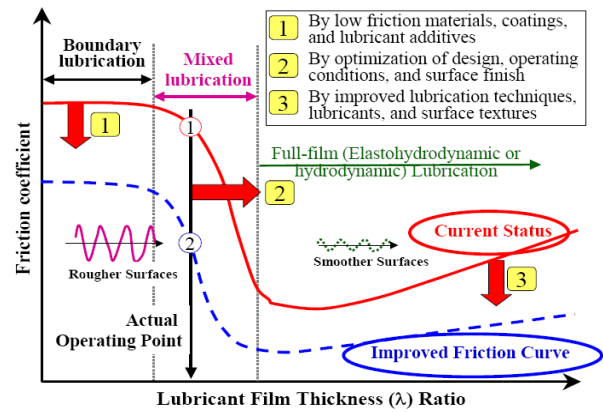 1 By low friction materials, coatings,
and lubricant additives
2 By optimization of design, operating
conditions, and surface finish
3 By improved lubrication techniques,
lubricants, and surface textures
Boundary
lubrication
Mixed
lubrication
1
1
Full-film (Elastohydrodynamic or
hydrodynamic) Lubrication
2
2
Rougher Surfaces
Smoother Surfaces
Current Status
3
Actual
Operating Point
Improved Friction Curve
Friction coefficient
Lubricant Film Thickness (λ) Ratio